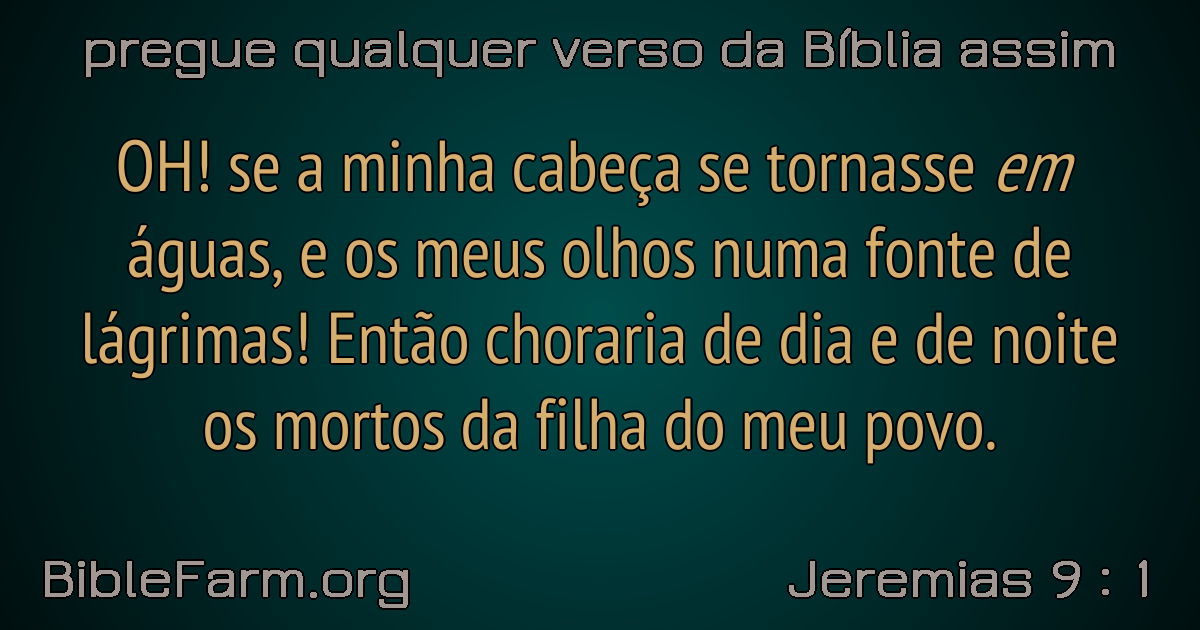 pregue qualquer verso da Bíblia assim
OH! se a minha cabeça se tornasse em
águas, e os meus olhos numa fonte de
lágrimas! Então choraria de dia e de noite
os mortos da filha do meu povo.
BibleFarm.org
Jeremias 9 : 1